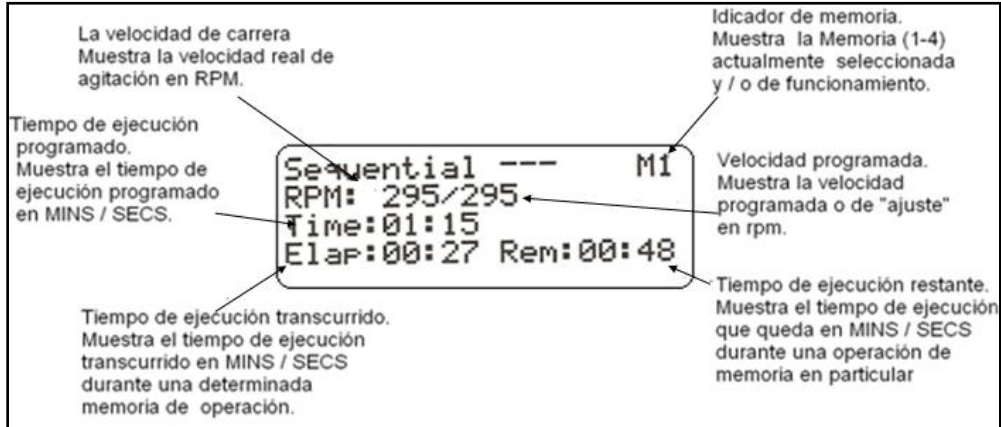 La velocidad de carrera
Muestra la velocidad real de
agitación en RPM.
Idicador de memoria.
Muestra la Memoria (1-4)
actualmente seleccionada
y / o de funcionamiento.
Tiempo de ejecución
programado.
Muestra el tiempo de
ejecución programado
en MINS / SECS.
Sequential --- M1
RPM: 295/295
Time:01:15
Elap:00:27 Rem:00:48
Velocidad programada.
Muestra la velocidad
programada o de "ajuste"
en rpm.
Tiempo de ejecución transcurrido.
Muestra el tiempo de ejecución
transcurrido en MINS / SECS
durante una determinada
memoria de operación.
Tiempo de ejecución restante.
Muestra el tiempo de ejecución
que queda en MINS / SECS
durante una operación de
memoria en particular